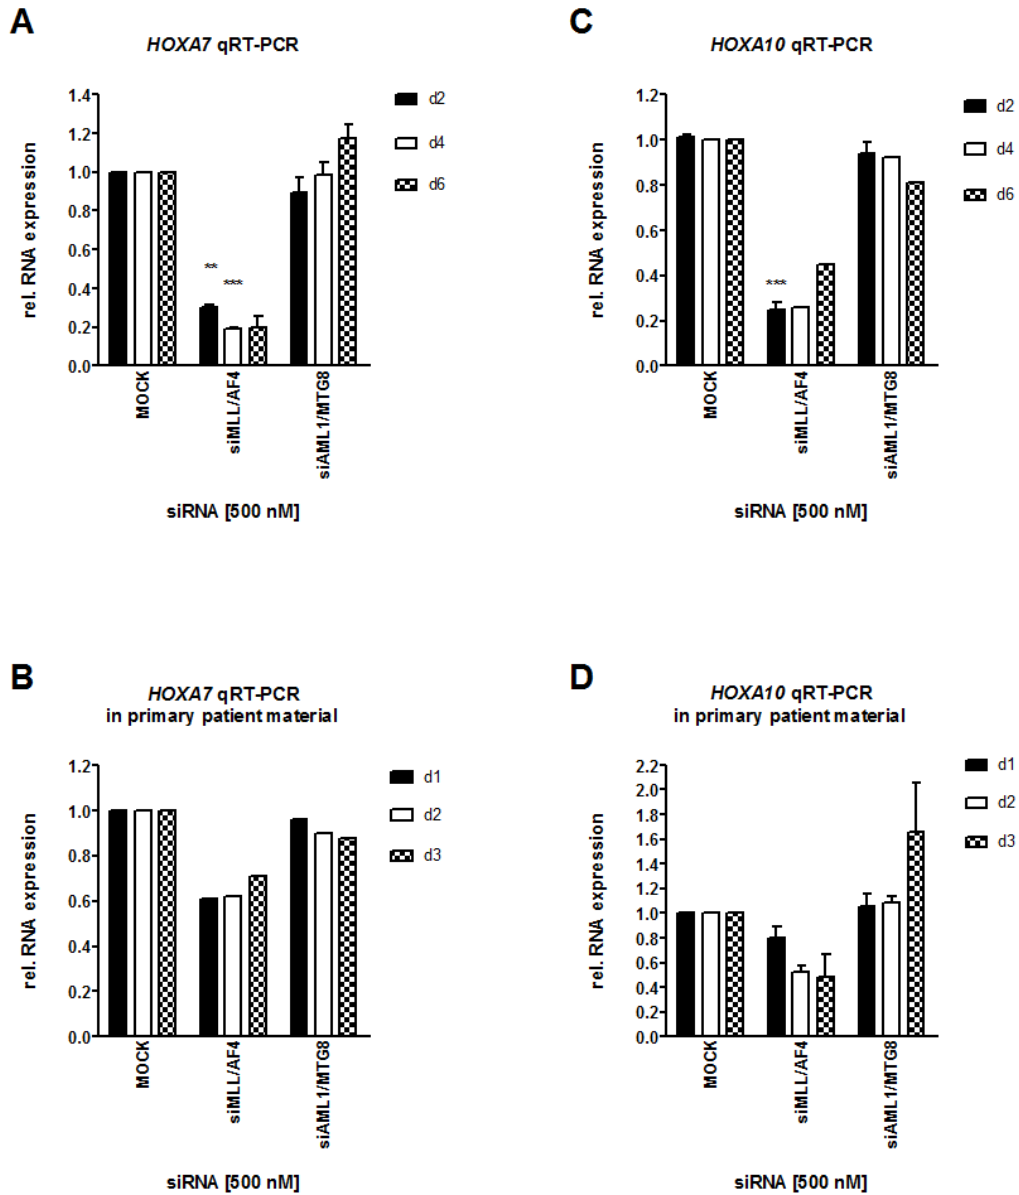 A
HOXA7 qRT-PCR
rel. RNA expression
1.4
1.2
1.0
0.8
0.6
0.4
0.2
0.0
**
***
d2
d4
d6
MOCK
siMLL/AF4
siAML1/MTG8
siRNA [500 nM]
C
HOXA10 qRT-PCR
rel. RNA expression
1.2
1.0
0.8
0.6
0.4
0.2
0.0
***
d2
d4
d6
MOCK
siMLL/AF4
siAML1/MTG8
siRNA [500 nM]
B
HOXA7 qRT-PCR
in primary patient material
rel. RNA expression
1.2
1.0
0.8
0.6
0.4
0.2
0.0
d1
d2
d3
MOCK
siMLL/AF4
siAML1/MTG8
siRNA [500 nM]
D
HOXA10 qRT-PCR
in primary patient material
rel. RNA expression
2.2
2.0
1.8
1.6
1.4
1.2
1.0
0.8
0.6
0.4
0.2
0.0
d1
d2
d3
MOCK
siMLL/AF4
siAML1/MTG8
siRNA [500 nM]